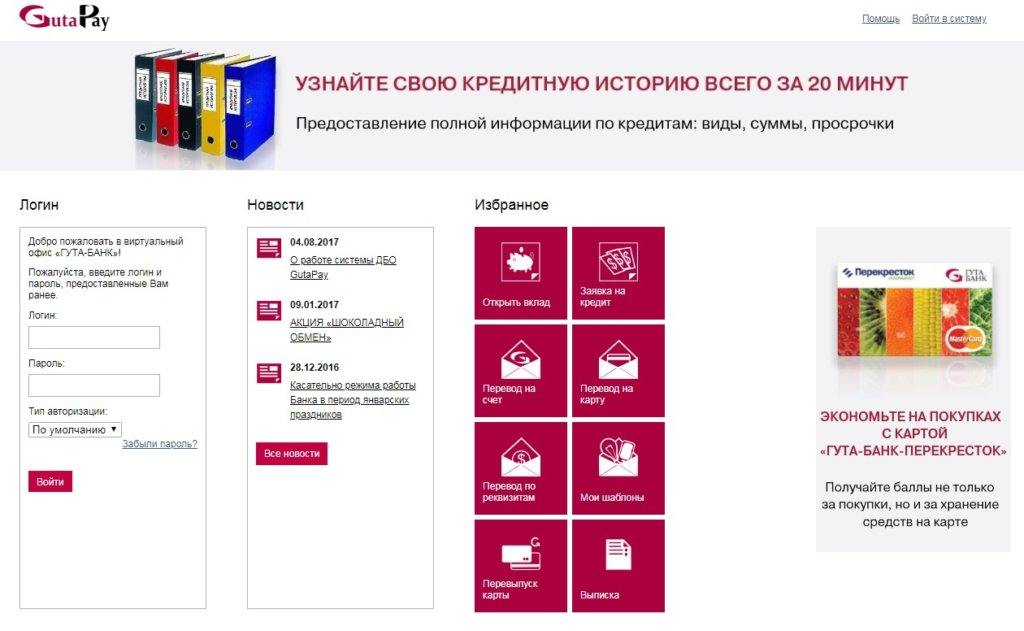 GutaPay
Помощь Войти в систему
УЗНАЙТЕ СВОЮ КРЕДИТНУЮ ИСТОРИЮ ВСЕГО ЗА 20 МИНУТ
Предоставление полной информации по кредитам: виды, суммы, просрочки
Логин
Добро пожаловать в виртуальный
офис «ГУТА-БАНК»!
Пожалуйста, введите логин и
пароль, предоставленные Вам
ранее.
Логин:
Пароль:
Тип авторизации:
По умолчанию
Забыли пароль?
Войти
Новости
04.08.2017
О работе системы ДБО
GutaPay
09.01.2017
АКЦИЯ «ШОКОЛАДНЫЙ
ОБМЕН»
28.12.2016
Касательно режима работы
Банка в период январских
праздников
Все новости
Избранное
Открыть вклад
Заявка на
кредит
Перевод на
счет
Перевод на
карту
Перевод по
реквизитам
Мои шаблоны
Перевыпуск
карты
Выписка
Перекресток
ГУТА
БАНК
MasterCard
ЭКОНОМЬТЕ НА ПОКУПКАХ
С КАРТОЙ
«ГУТА-БАНК-ПЕРЕКРЕСТОК»
Получайте баллы не только
за покупки, но и за хранение
средств на карте